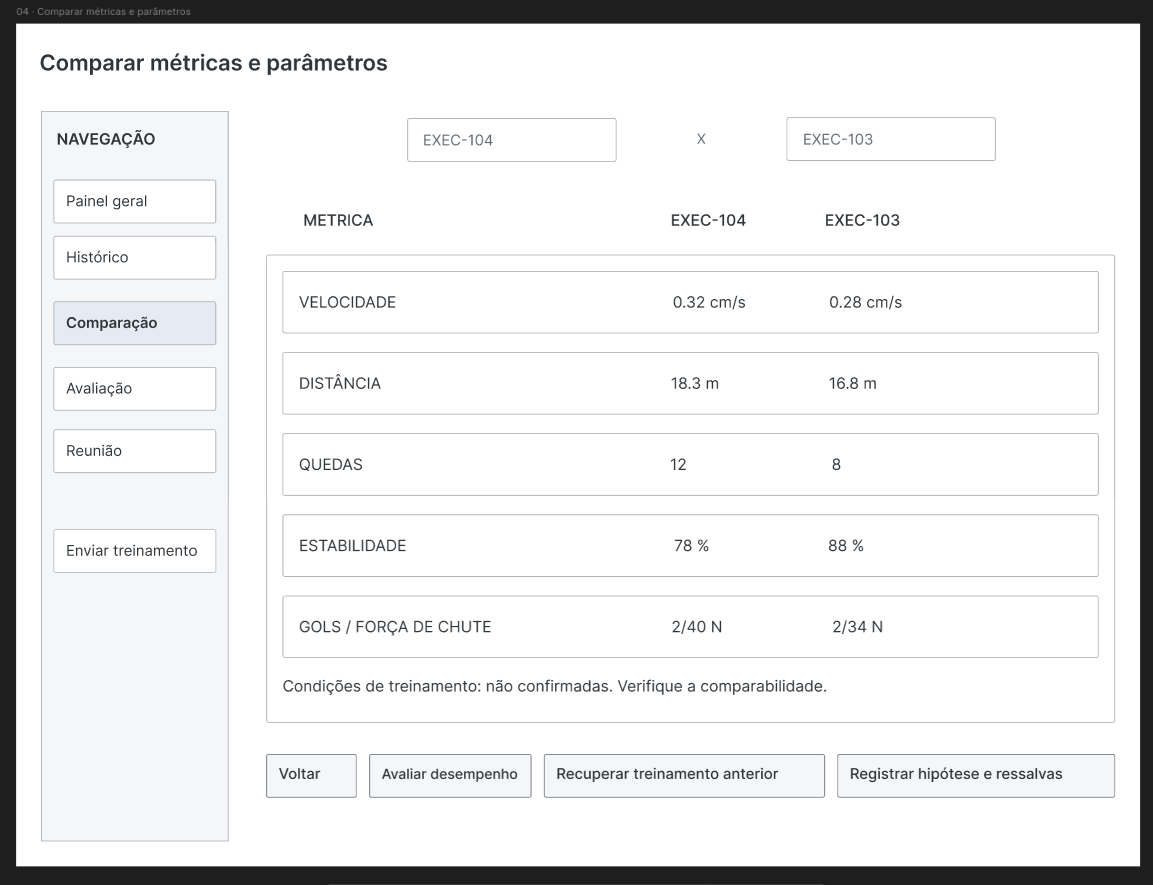 04 · Comparar métricas e parâmetros
Comparar métricas e parâmetros
NAVEGAÇÃO
Painel geral
Histórico
Comparação
Avaliação
Reunião
Enviar treinamento
EXEC-104 X EXEC-103
METRICA EXEC-104 EXEC-103
VELOCIDADE 0.32 cm/s 0.28 cm/s
DISTÂNCIA 18.3 m 16.8 m
QUEDAS 12 8
ESTABILIDADE 78 % 88 %
GOLS / FORÇA DE CHUTE 2/40 N 2/34 N
Condições de treinamento: não confirmadas. Verifique a comparabilidade.
Voltar Avaliar desempenho Recuperar treinamento anterior Registrar hipótese e ressalvas